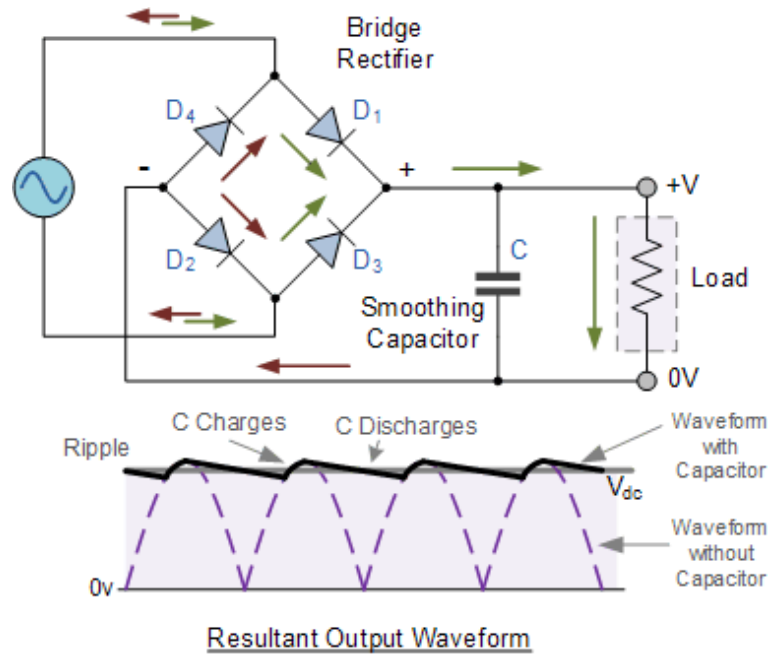 Bridge
Rectifier
D4
D1
-
+
+V
D2
D3
C
Load
Smoothing
Capacitor
0V
C Charges
C Discharges
Waveform
with
Capacitor
Ripple
Vdc
Waveform
without
Capacitor
0v
Resultant Output Waveform